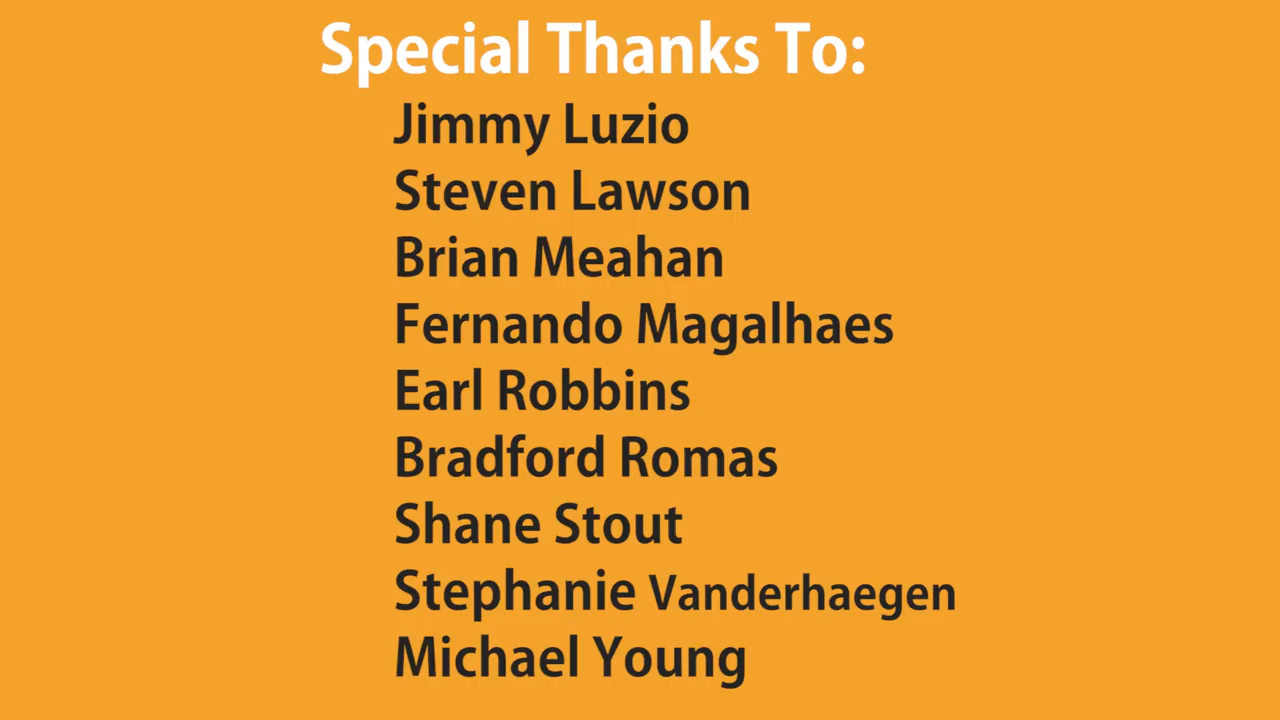 Special Thanks To:
Jimmy Luzio
Steven Lawson
Brian Meahan
Fernando Magalhaes
Earl Robbins
Bradford Romas
Shane Stout
Stephanie Vanderhaegen
Michael Young